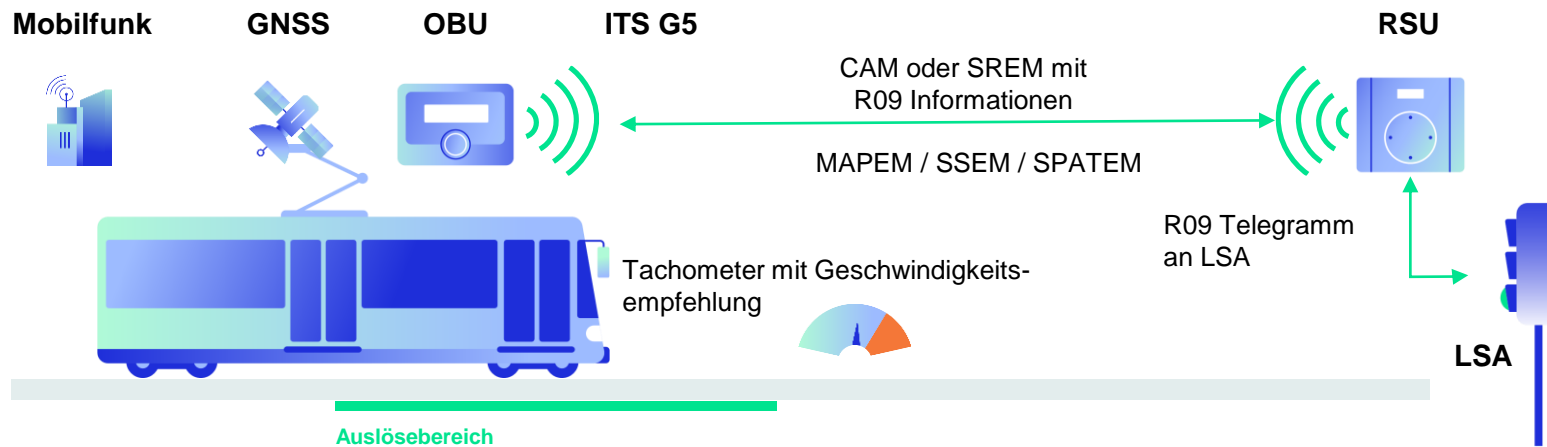 Mobilfunk
GNSS
OBU
ITS G5
RSU
CAM oder SREM mit
R09 Informationen
MAPEM / SSEM / SPATEM
R09 Telegramm
an LSA
Tachometer mit Geschwindigkeits-
empfehlung
LSA
Auslösebereich